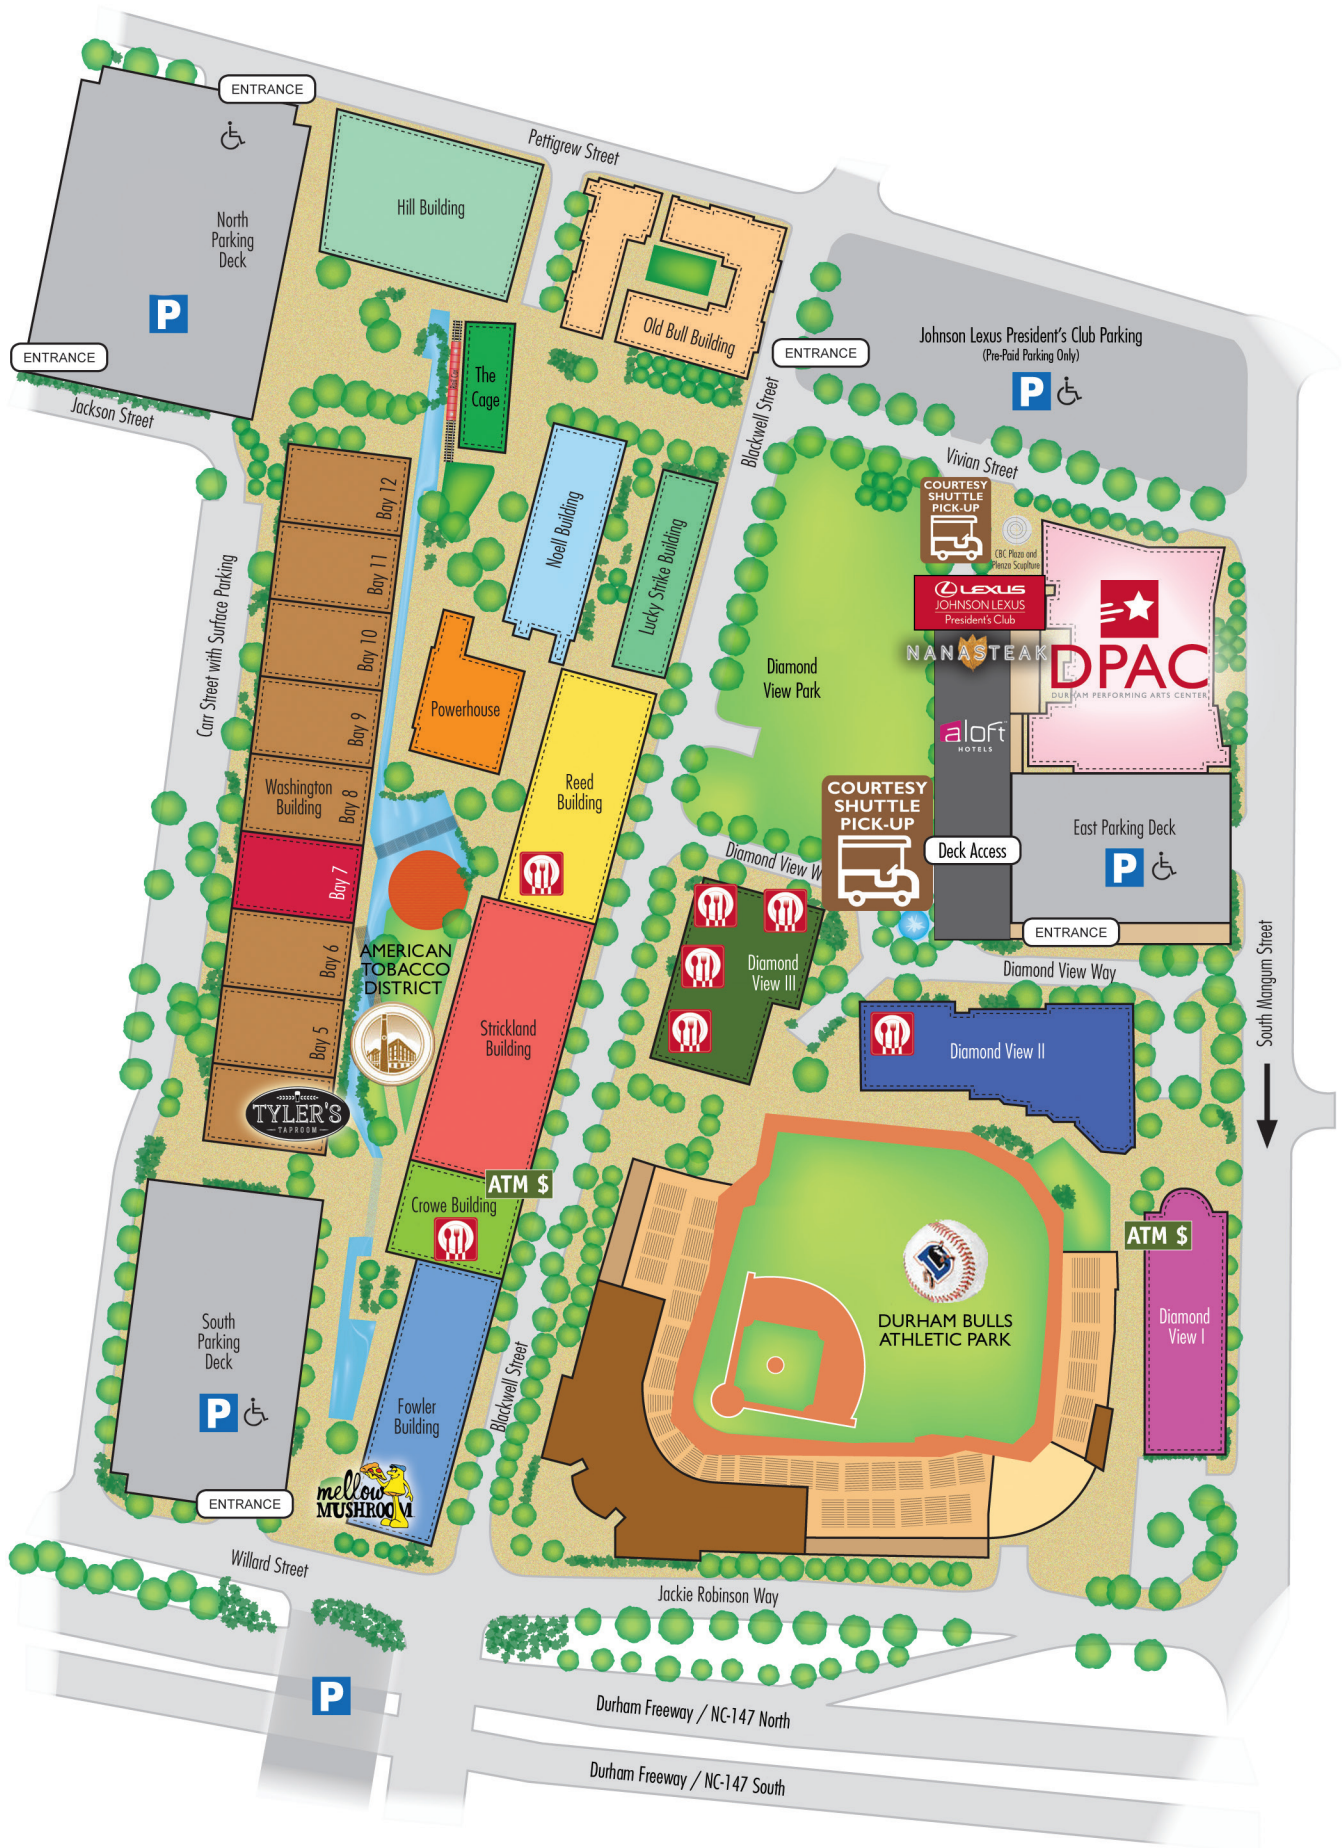 ENTRANCE
Pettigrew Street
Hill Building
North
Parking
Deck
P
ENTRANCE
Jackson Street
Old Bull Building
The
Cage
Blackwell Street
ENTRANCE
Johnson Lexus President's Club Parking
(Pre-Paid Parking Only)
P
Vivian Street
COURTESY
SHUTTLE
PICK-UP
CBC Plaza and
Plenza Scuplture
LEXUS
JOHNSON LEXUS
President's Club
NANASTEAK
DPAC
DURHAM PERFORMING ARTS CENTER
aloft
HOTELS
Bay 12
Bay 11
Bay 10
Bay 9
Washington
Building
Bay 8
Bay 7
Bay 6
Bay 5
Carr Street with Surface Parking
Noell Building
Lucky Strike Building
Powerhouse
Reed
Building
Diamond
View Park
COURTESY
SHUTTLE
PICK-UP
Deck Access
East Parking Deck
P
ENTRANCE
Diamond View W
Diamond View Way
South Mangum Street
AMERICAN
TOBACCO
DISTRICT
Strickland
Building
Diamond
View III
Diamond View II
TYLER'S
TAPROOM
ATM $
Crowe Building
ATM $
Diamond
View I
DURHAM BULLS
ATHLETIC PARK
D
South
Parking
Deck
P
ENTRANCE
Fowler
Building
mellow
MUSHROOM
Blackwell Street
Willard Street
Jackie Robinson Way
P
Durham Freeway / NC-147 North
Durham Freeway / NC-147 South